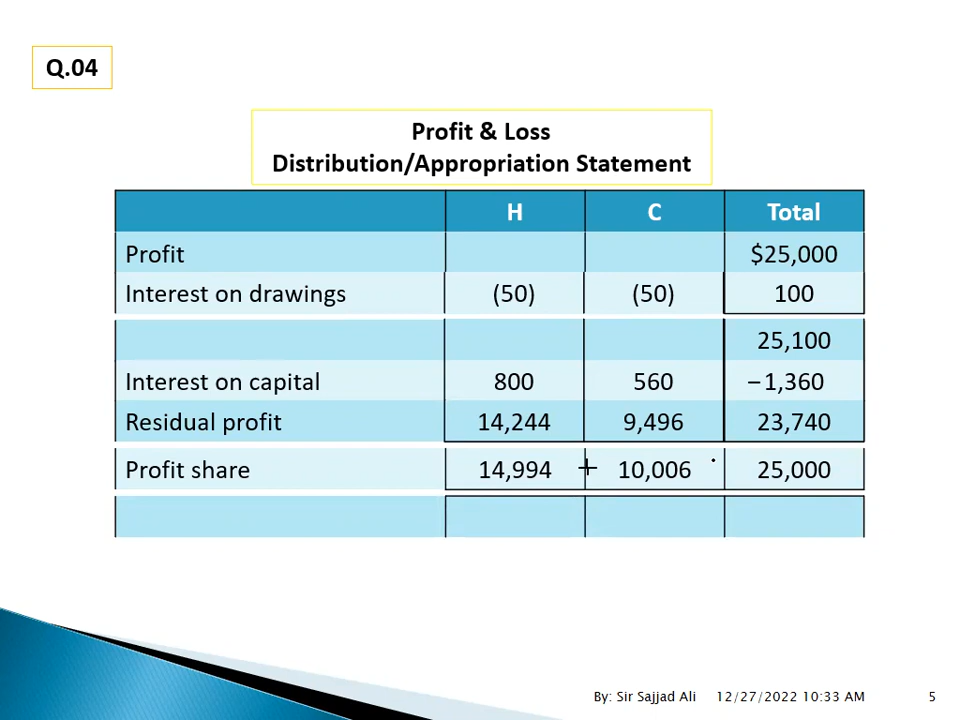 Q.04
Profit & Loss
Distribution/Appropriation Statement
H C Total
Profit $25,000
Interest on drawings (50) (50) 100
25,100
Interest on capital 800 560 −1,360
Residual profit 14,244 9,496 23,740
Profit share 14,994 + 10,006 25,000
By: Sir Sajjad Ali 12/27/2022 10:33 AM 5